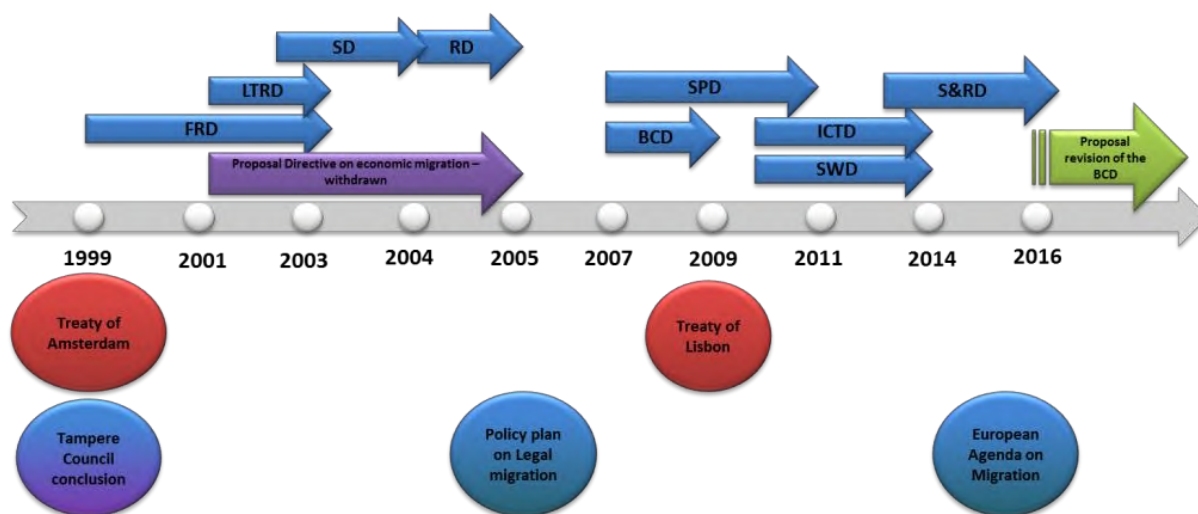 SD
RD
LTRD
SPD
S&RD
FRD
BCD
ICTD
Proposal Directive on economic migration –
withdrawn
SWD
Proposal
revision of the
BCD
1999
2001
2003
2004
2005
2007
2009
2011
2014
2016
Treaty of
Amsterdam
Treaty of
Lisbon
Tampere
Council
conclusion
Policy plan
on Legal
migration
European
Agenda on
Migration